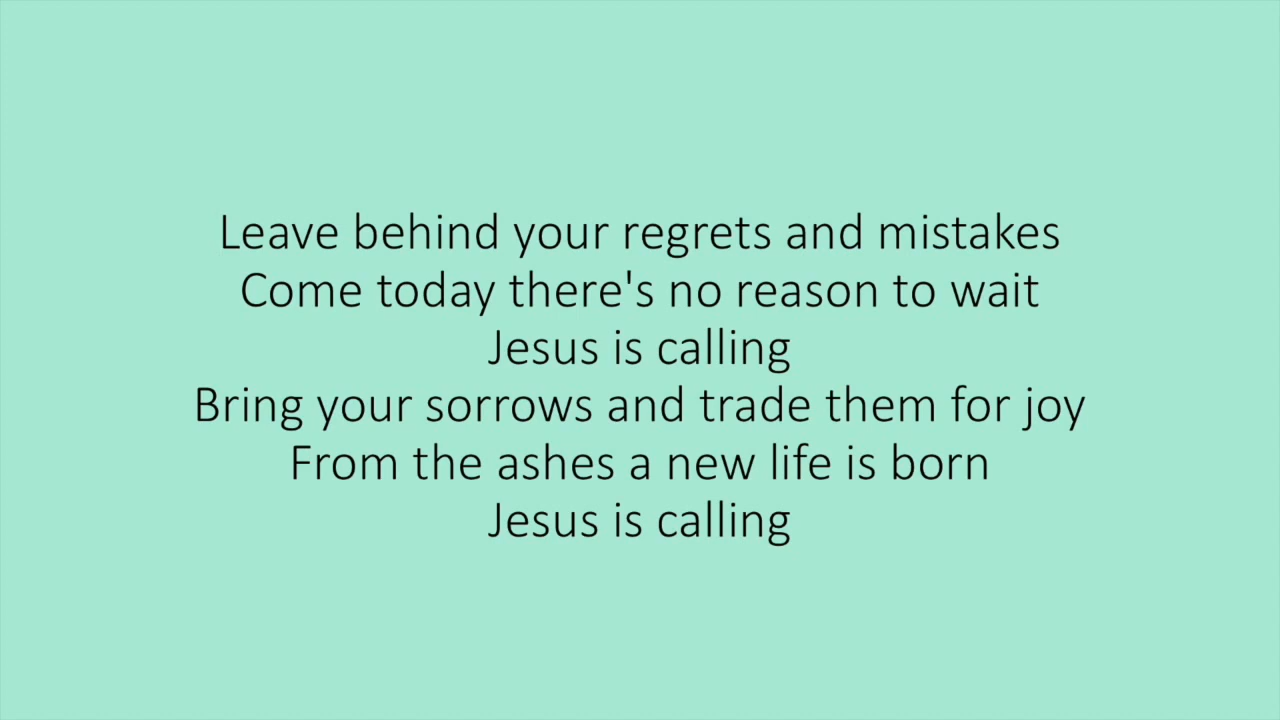 Leave behind your regrets and mistakes
Come today there's no reason to wait
Jesus is calling
Bring your sorrows and trade them for joy
From the ashes a new life is born
Jesus is calling